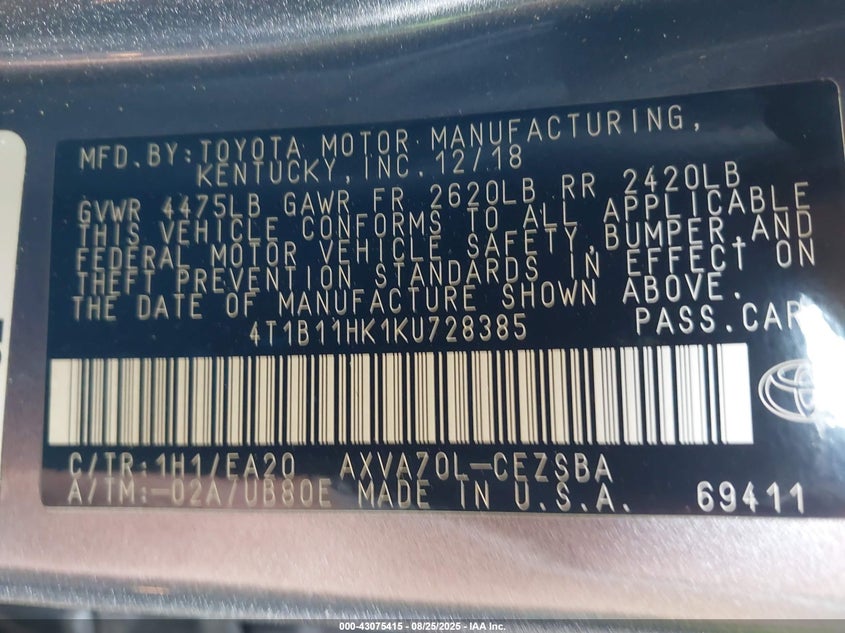 MFD.BY:TOYOTA MOTOR MANUFACTURING,
KENTUCKY,INC.12/18
GVWR 4475LB GAWR FR 2620LB RR 2420LB
THIS VEHICLE CONFORMS TO ALL APPLICABLE
FEDERAL MOTOR VEHICLE SAFETY,BUMPER,AND
THEFT PREVENTION STANDARDS IN EFFECT ON
THE DATE OF MANUFACTURE SHOWN ABOVE.
4T1B11HK1KU728385 PASS.CAR
C/TR:1H1/EA20 AXVA70L-CEZSBA
A/TM:-02A/UB80E MADE IN U.S.A. 69411
000-43075415 - 08/25/2025 - IAA Inc.